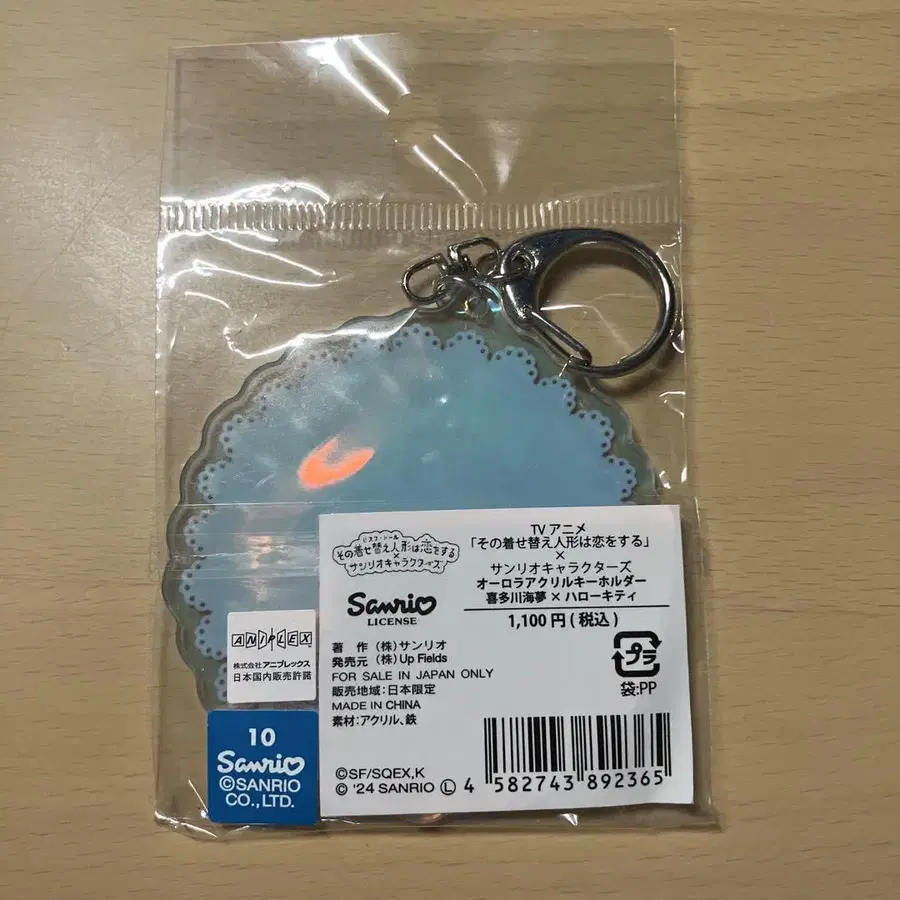 ビスク・ドール
その着せ替え人形は恋をする
×
サンリオキャラクターズ
Sanrio
LICENSE
TVアニメ
「その着せ替え人形は恋をする」
×
サンリオキャラクターズ
オーロラアクリルキーホルダー
喜多川海夢×ハローキティ
1,100円(税込)
著 作 (株)サンリオ
発売元 (株)Up Fields
FOR SALE IN JAPAN ONLY
販売地域:日本限定
MADE IN CHINA
素材:アクリル、鉄
プラ
袋:PP
©SF/SQEX,K
© '24 SANRIO Ⓛ
4 582743 892365
ANIPLEX
株式会社アニプレックス
日本国内販売許諾
10
Sanrio
©SANRIO
CO.,LTD.